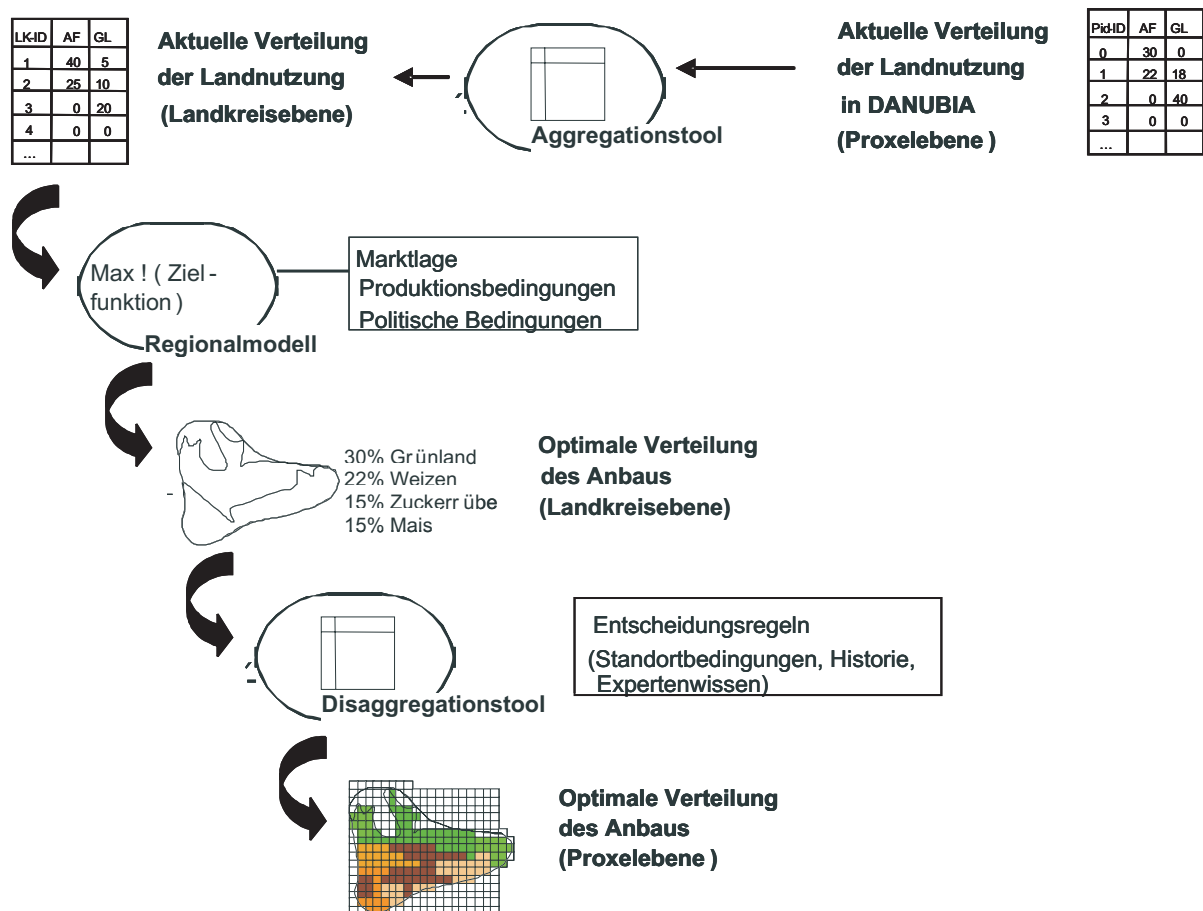 LK-ID AF GL
1 40 5
2 25 10
3 0 20
4 0 0
...
Aktuelle Verteilung
der Landnutzung
(Landkreisebene)
Aggregationstool
Aktuelle Verteilung
der Landnutzung
in DANUBIA
(Proxelebene )
Pid-ID AF GL
0 30 0
1 22 18
2 0 40
3 0 0
...
Max ! ( Ziel -
funktion )
Regionalmodell
Marktlage
Produktionsbedingungen
Politische Bedingungen
30% Grünland
22% Weizen
15% Zuckerr übe
15% Mais
Optimale Verteilung
des Anbaus
(Landkreisebene)
Disaggregationstool
Entscheidungsregeln
(Standortbedingungen, Historie,
Expertenwissen)
Optimale Verteilung
des Anbaus
(Proxelebene )